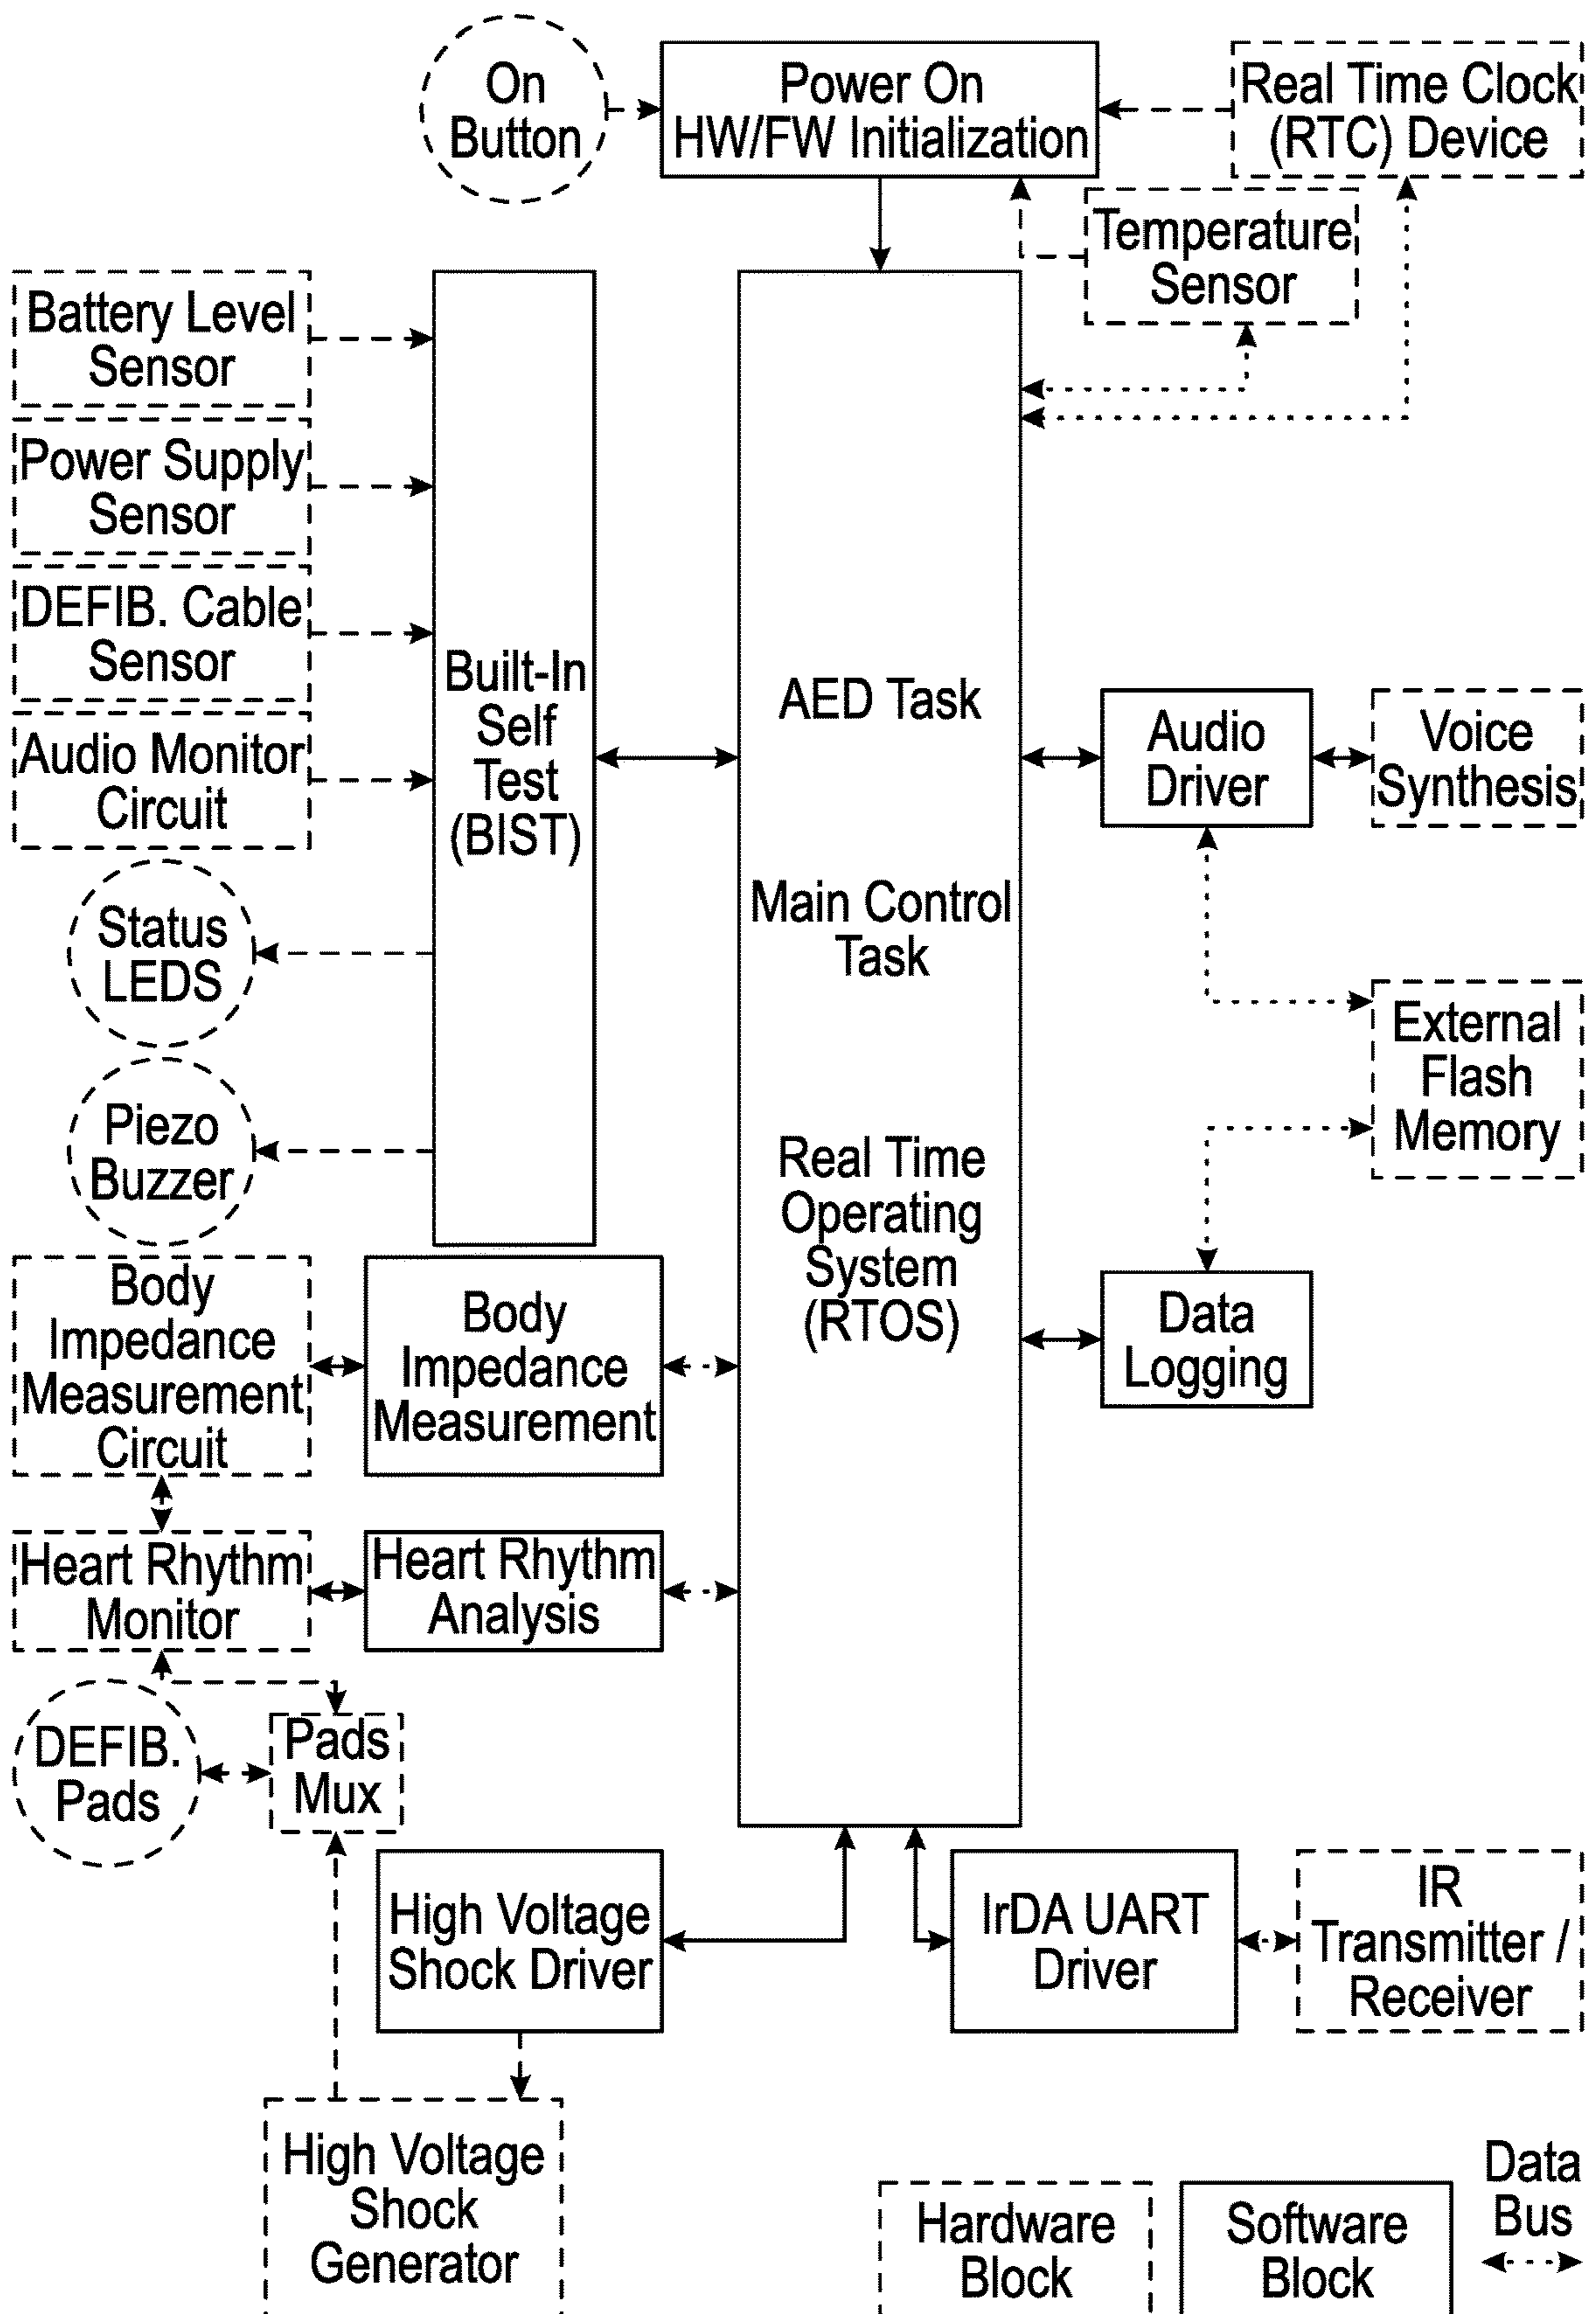 On
Button
Power On
HW/FW Initialization
Real Time Clock
(RTC) Device
Temperature
Sensor
Battery Level
Sensor
Power Supply
Sensor
DEFIB. Cable
Sensor
Audio Monitor
Circuit
Status
LEDS
Piezo
Buzzer
Built-In
Self
Test
(BIST)
AED Task
Main Control
Task
Real Time
Operating
System
(RTOS)
Audio
Driver
Voice
Synthesis
External
Flash
Memory
Data
Logging
Body
Impedance
Measurement
Circuit
Body
Impedance
Measurement
Heart Rhythm
Monitor
Heart Rhythm
Analysis
DEFIB.
Pads
Pads
Mux
High Voltage
Shock Driver
IrDA UART
Driver
IR
Transmitter /
Receiver
High Voltage
Shock
Generator
Hardware
Block
Software
Block
Data
Bus